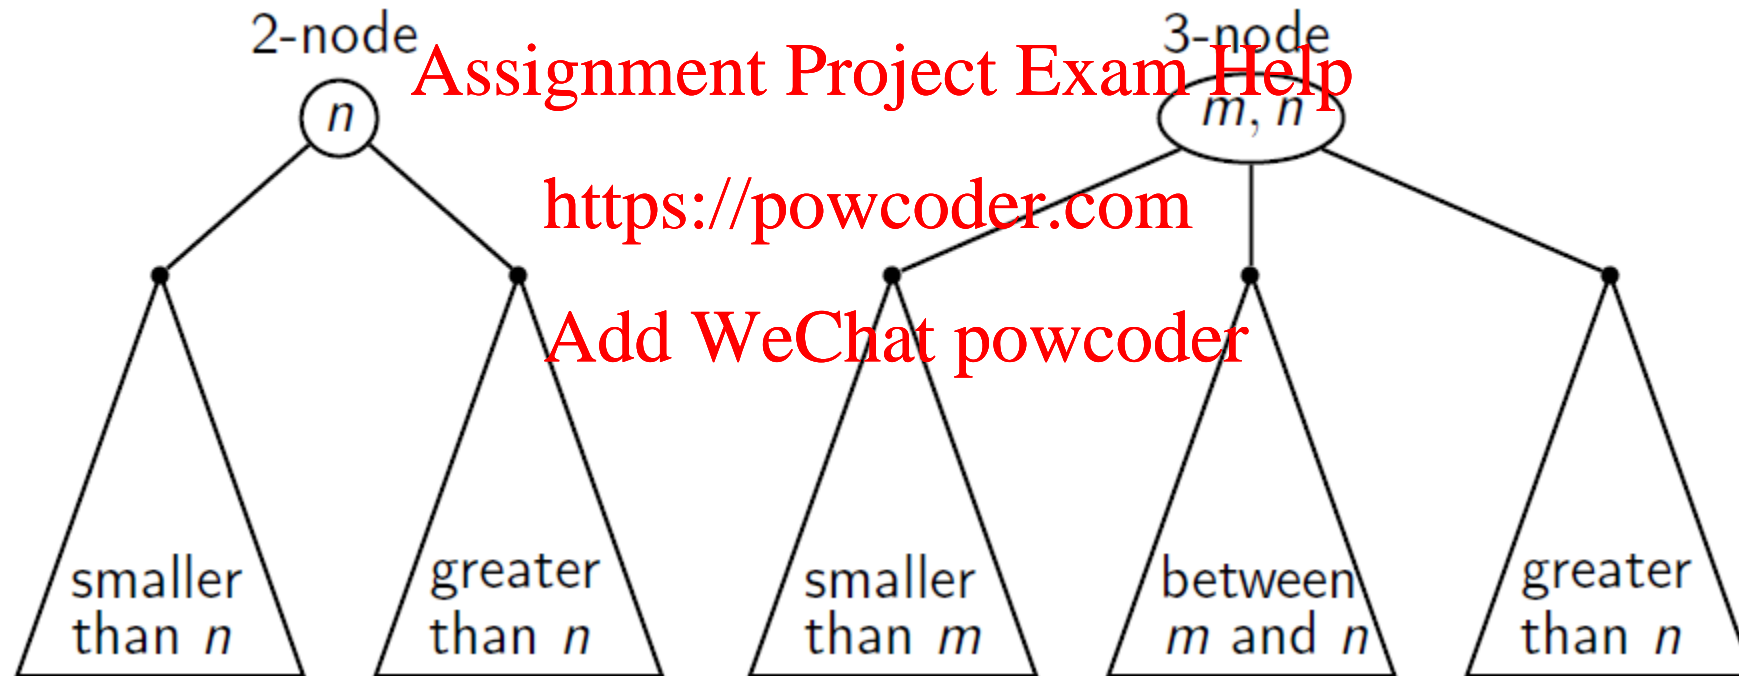 2-node
3-node
Assignment Project Exam Help
n
m, n
https://powcoder.com
Add WeChat powcoder
smaller
than n
greater
than n
smaller
than m
between
m and n
greater
than n